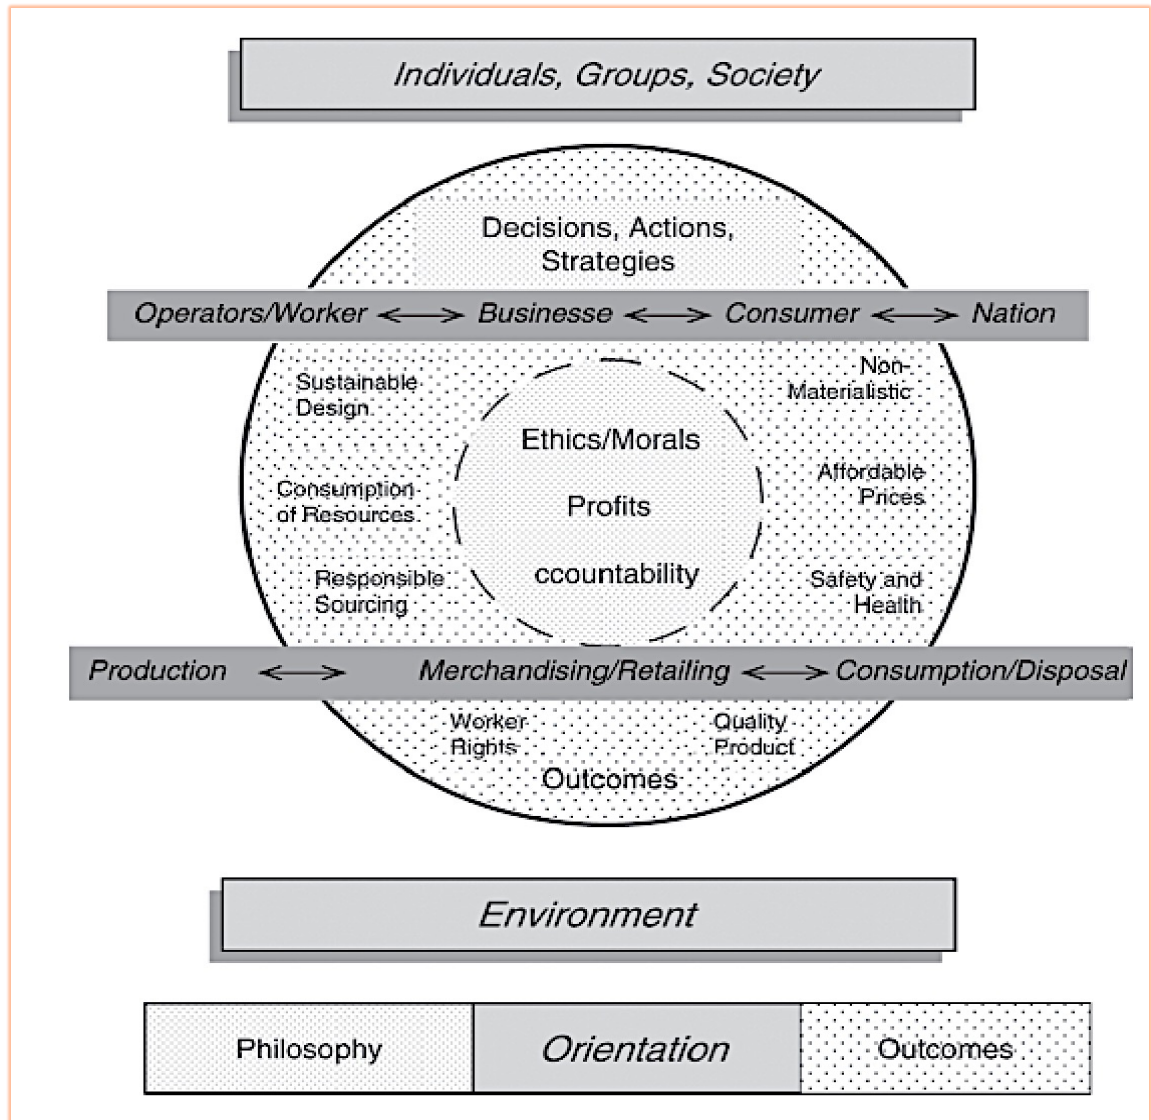 Individuals, Groups, Society
Decisions, Actions,
Strategies
Operators/Worker Businesse Consumer Nation
Sustainable
Design
Non-
Materialistic
Ethics/Morals
Profits
ccountability
Consumption
of Resources
Affordable
Prices
Responsible
Sourcing
Safety and
Health
Production Merchandising/Retailing Consumption/Disposal
Worker
Rights
Quality
Product
Outcomes
Environment
Philosophy Orientation Outcomes